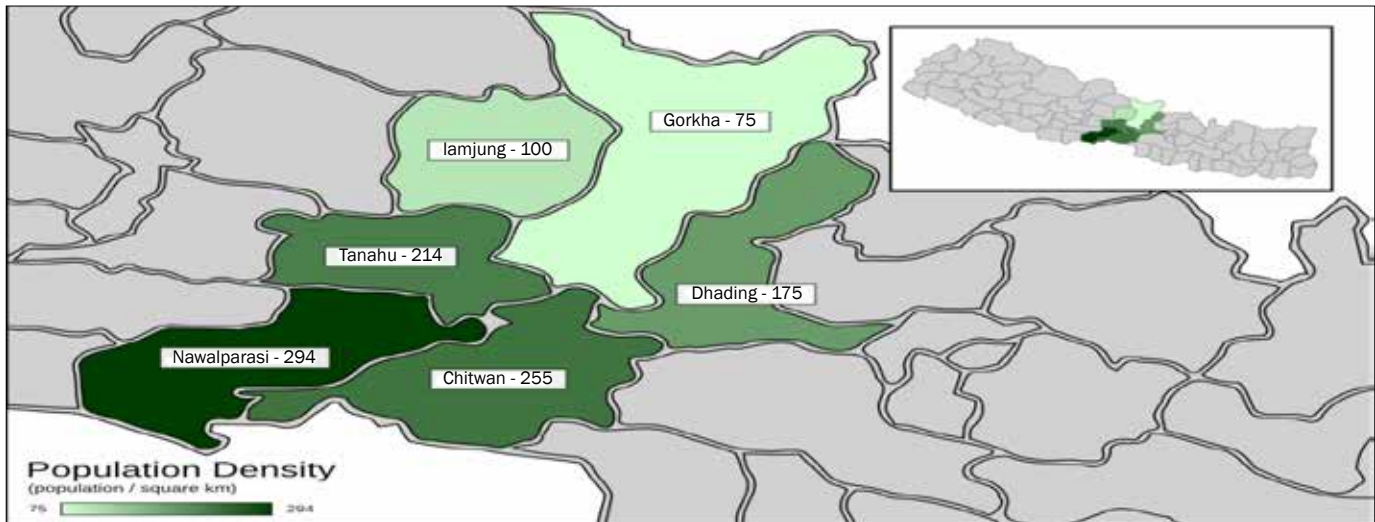 Gorkha - 75
lamjung - 100
Tanahu - 214
Dhading - 175
Nawalparasi - 294
Chitwan - 255
Population Density
(population / square km)
75 294